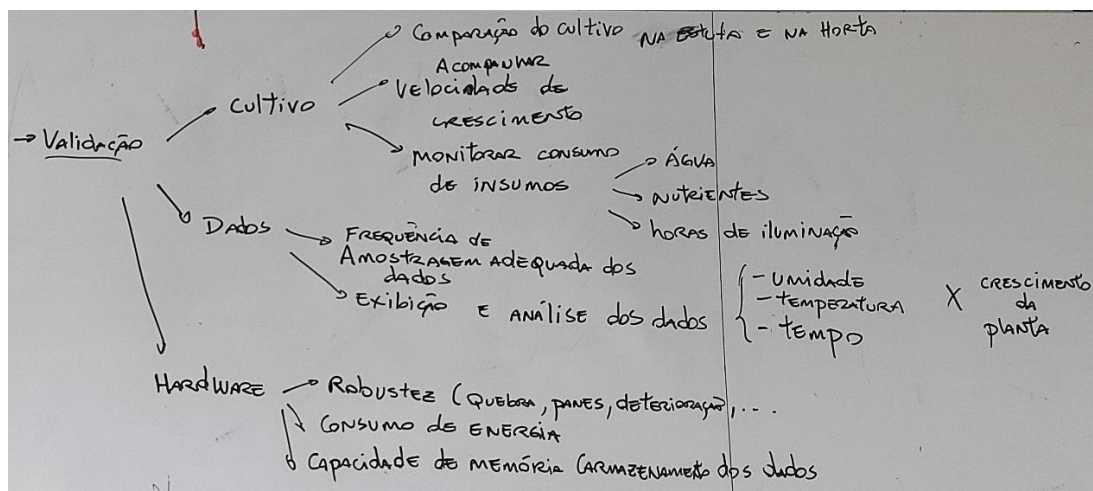 → Comparação do cultivo NA Estufa E NA HORTA
ACOMPANHAR
→ Velocidade de
CRESCIMENTO
→ Cultivo
→ Validação
→ MONITORAR CONSUMO
de INSUMOS
→ ÁGUA
→ NUTRIENTES
→ horas de iluminação
→ DADOS
→ FREQUÊNCIA de
AMOSTRAGEM ADEQUADA dos
dados
→ Exibição E ANÁLISE dos dados
- UMIDADE
- TEMPERATURA
- tempo
X
CRESCIMENTO
da
planta
HARDWARE
→ Robustez (QUEBRA, PANES, deterioração, ...
CONSUMO de ENERGIA
CAPACIDADE de MEMÓRIA (ARMAZENAMENTO dos dados